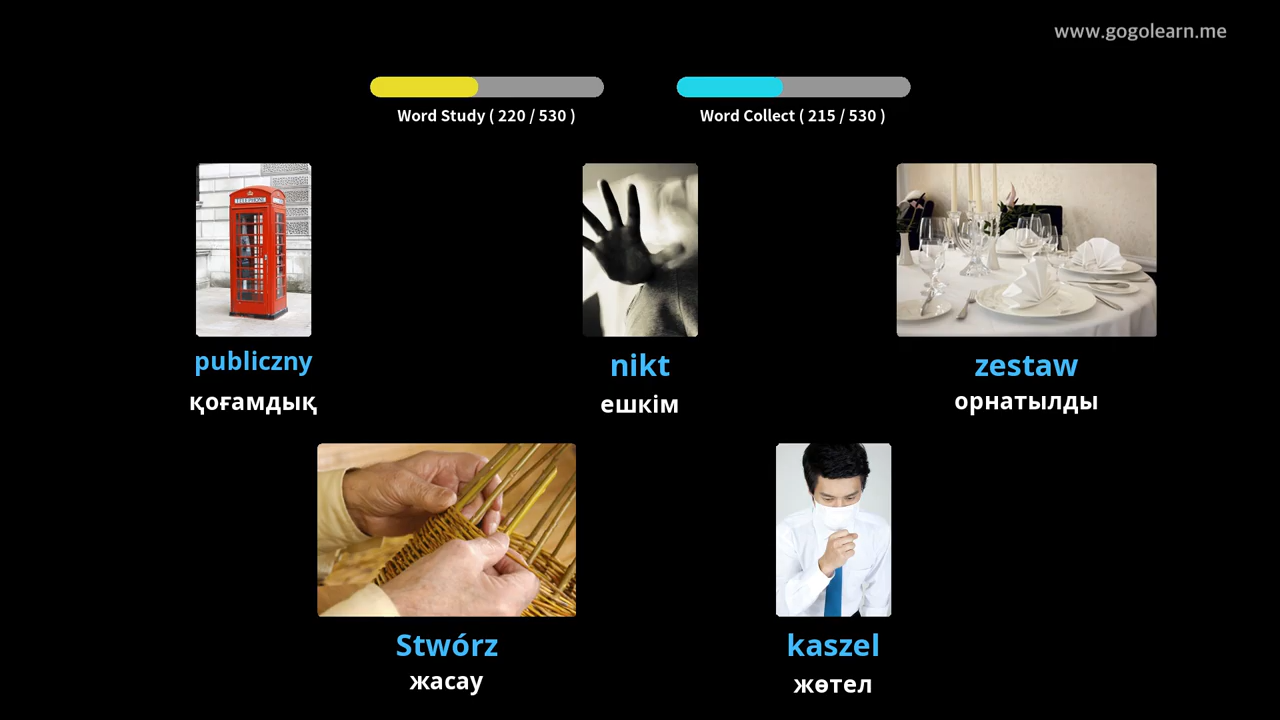 www.gogolearn.me
Word Study ( 220 / 530 )
Word Collect ( 215 / 530 )
TELEPHONE
publiczny
қоғамдық
nikt
ешкім
zestaw
орнатылды
Stwórz
жасау
kaszel
жөтел